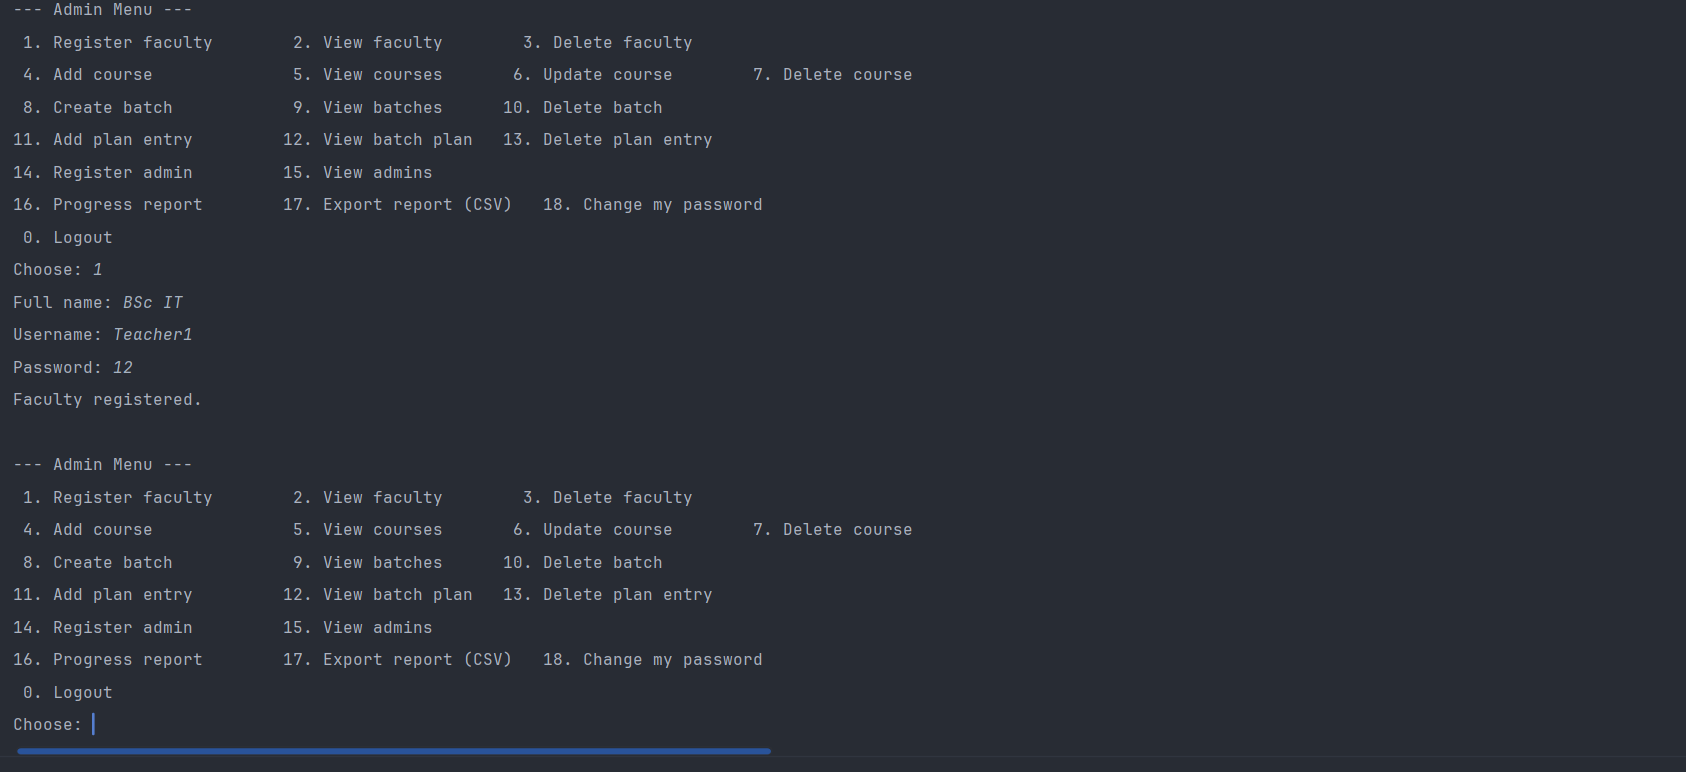 --- Admin Menu ---
 1. Register faculty        2. View faculty        3. Delete faculty
 4. Add course              5. View courses       6. Update course        7. Delete course
 8. Create batch            9. View batches      10. Delete batch
11. Add plan entry         12. View batch plan   13. Delete plan entry
14. Register admin         15. View admins
16. Progress report        17. Export report (CSV)   18. Change my password
 0. Logout
Choose: 1
Full name: BSc IT
Username: Teacher1
Password: 12
Faculty registered.

--- Admin Menu ---
 1. Register faculty        2. View faculty        3. Delete faculty
 4. Add course              5. View courses       6. Update course        7. Delete course
 8. Create batch            9. View batches      10. Delete batch
11. Add plan entry         12. View batch plan   13. Delete plan entry
14. Register admin         15. View admins
16. Progress report        17. Export report (CSV)   18. Change my password
 0. Logout
Choose: